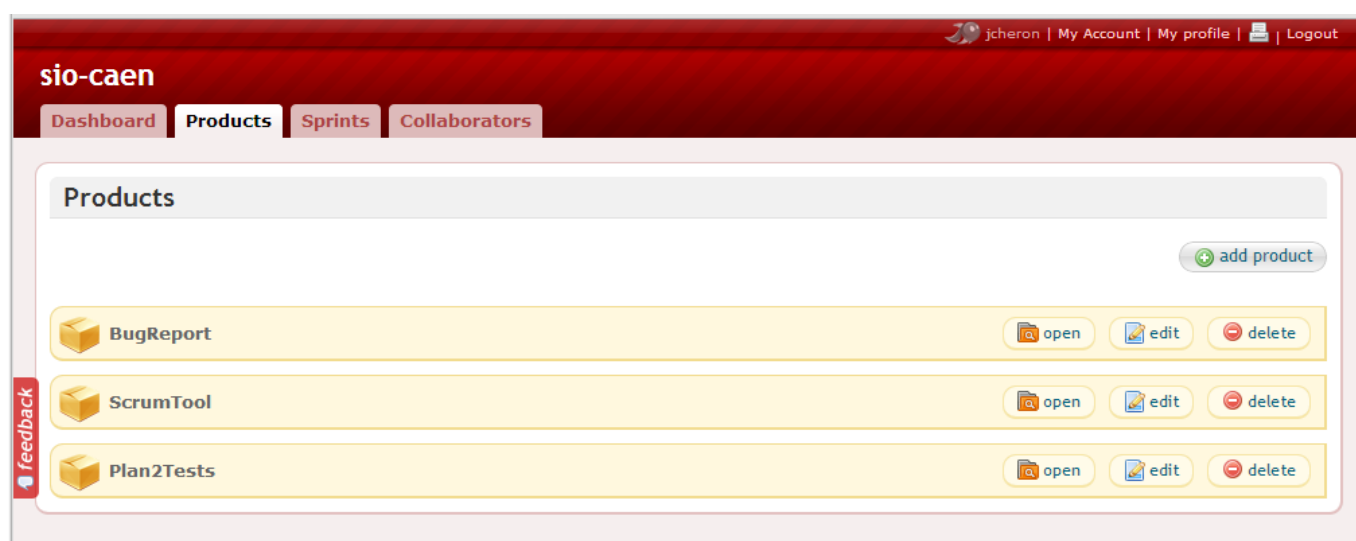 jcheron | My Account | My profile | | Logout
sio-caen
Dashboard Products Sprints Collaborators
Products
add product
BugReport open edit delete
ScrumTool open edit delete
Plan2Tests open edit delete
feedback